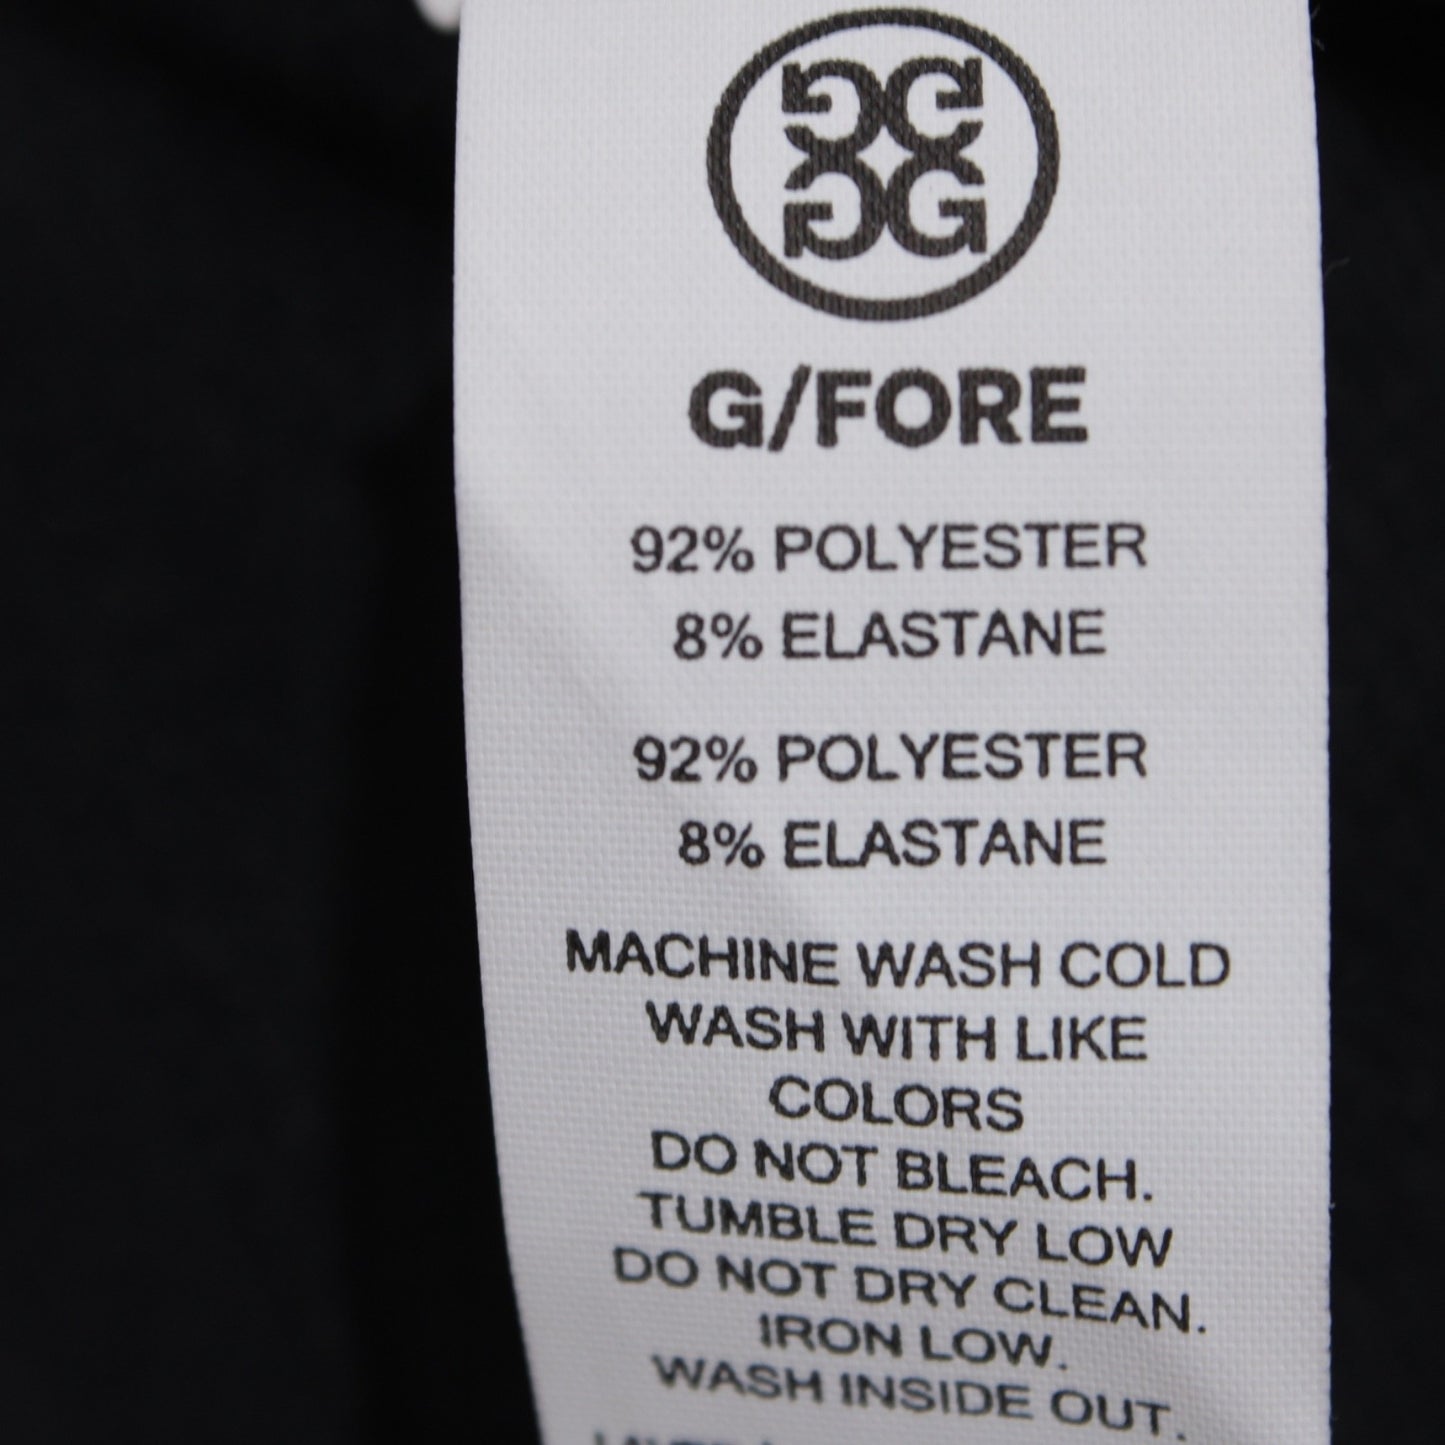 G/FORE
92% POLYESTER
8% ELASTANE
92% POLYESTER
8% ELASTANE
MACHINE WASH COLD
WASH WITH LIKE
COLORS
DO NOT BLEACH.
TUMBLE DRY LOW
DO NOT DRY CLEAN.
IRON LOW.
WASH INSIDE OUT.